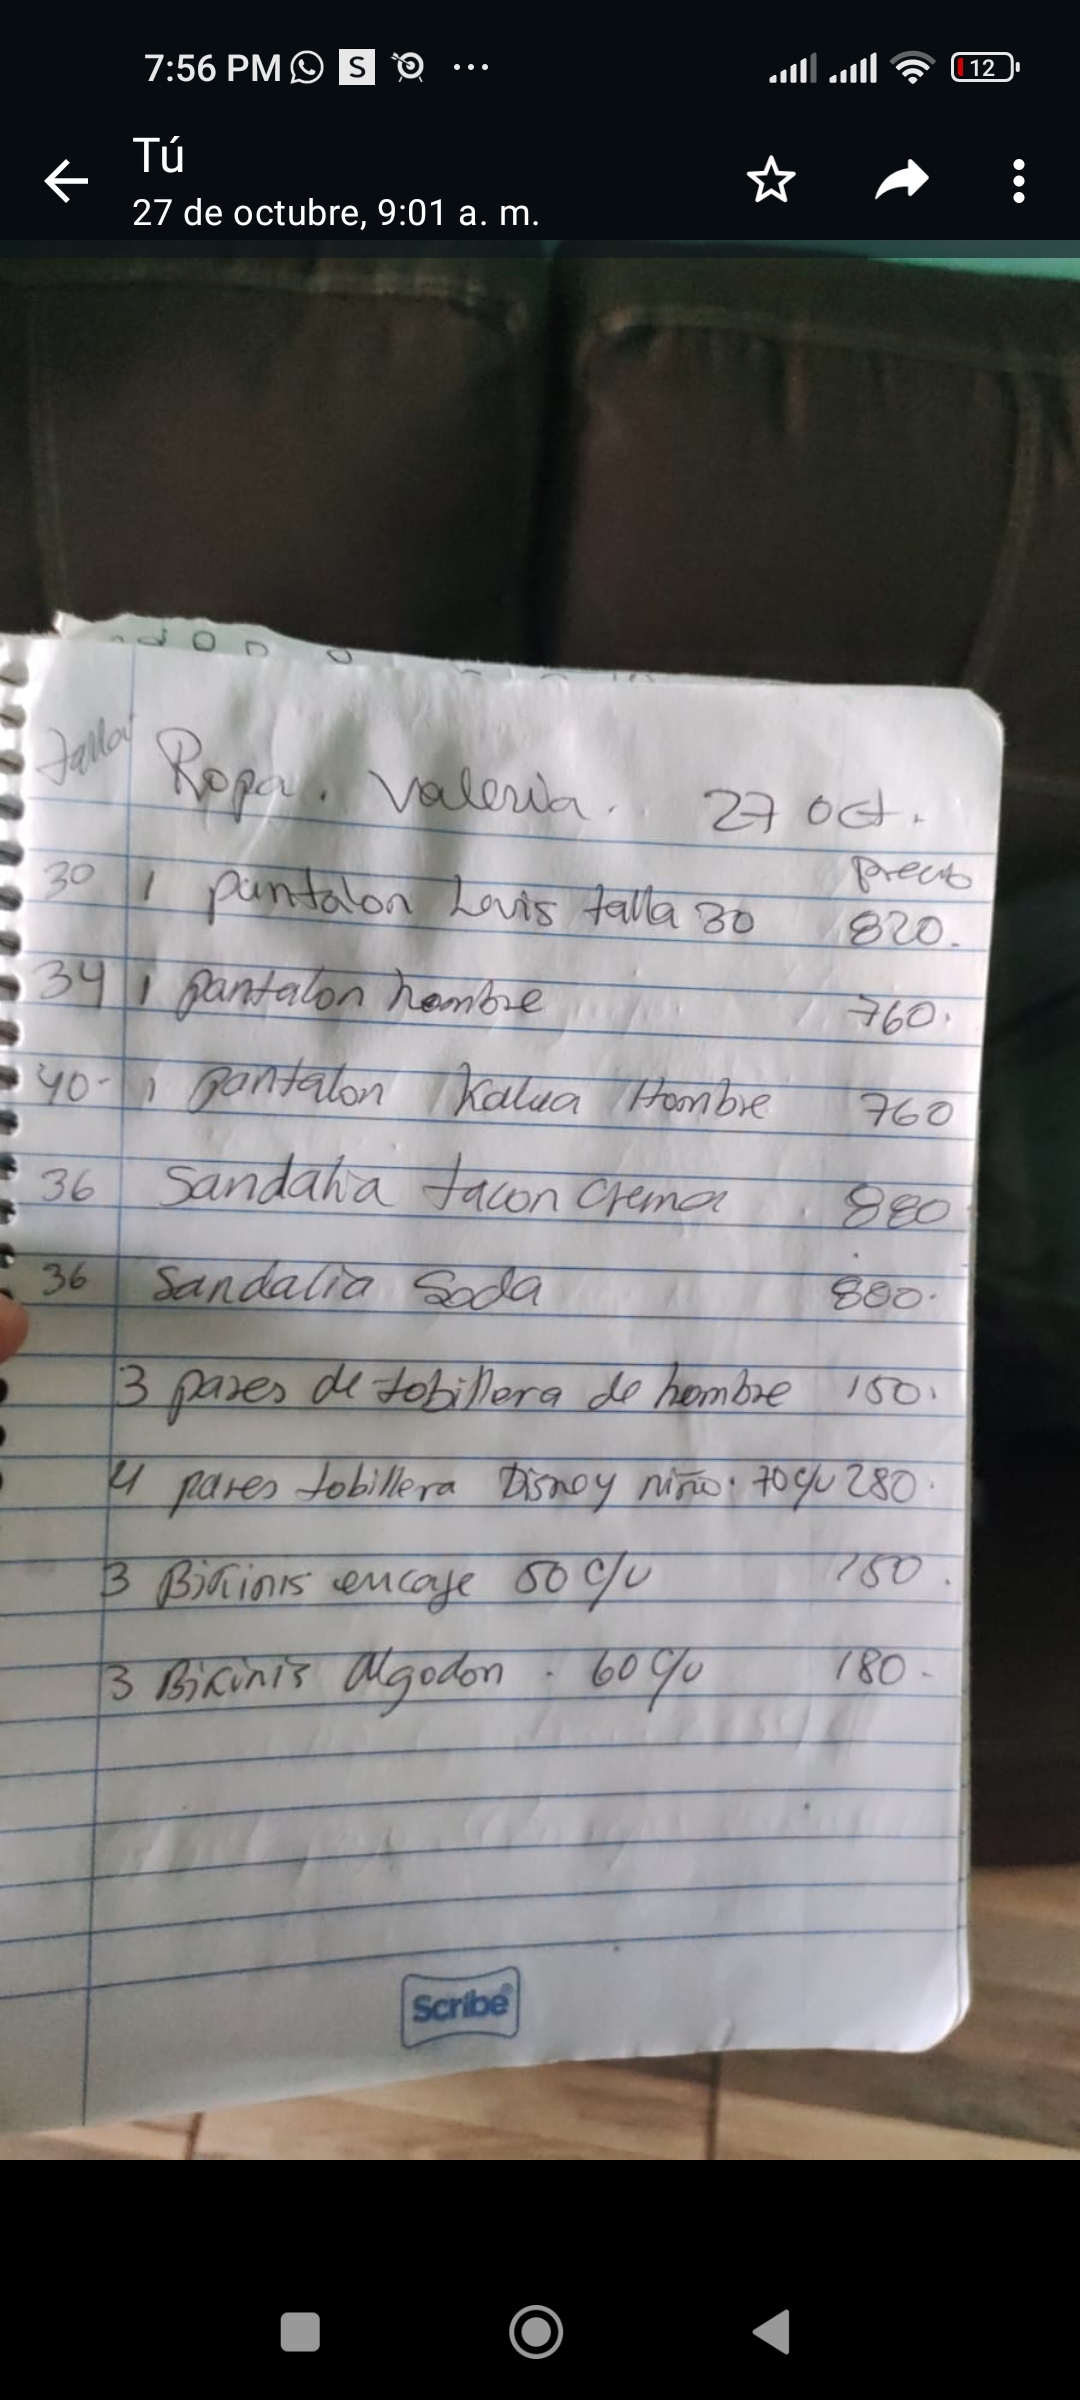 7:56 PM S ... 12
Tú
27 de octubre, 9:01 a. m.
talla Ropa. Valeria. 27 oct.
precio
30 1 pantalon Levis talla 30 820.
34 1 pantalon hombre 760.
40- 1 pantalon Kalua Hombre 760
36 Sandalia tacon crema 880
36 Sandalia Soda 800.
3 pares de tobillera de hombre 150.
4 pares tobillera Disney niño. 70 c/u 280.
3 Bikinis encaje 50 c/u 150.
3 Bikinis Algodon. 60 c/u 180-
Scribe